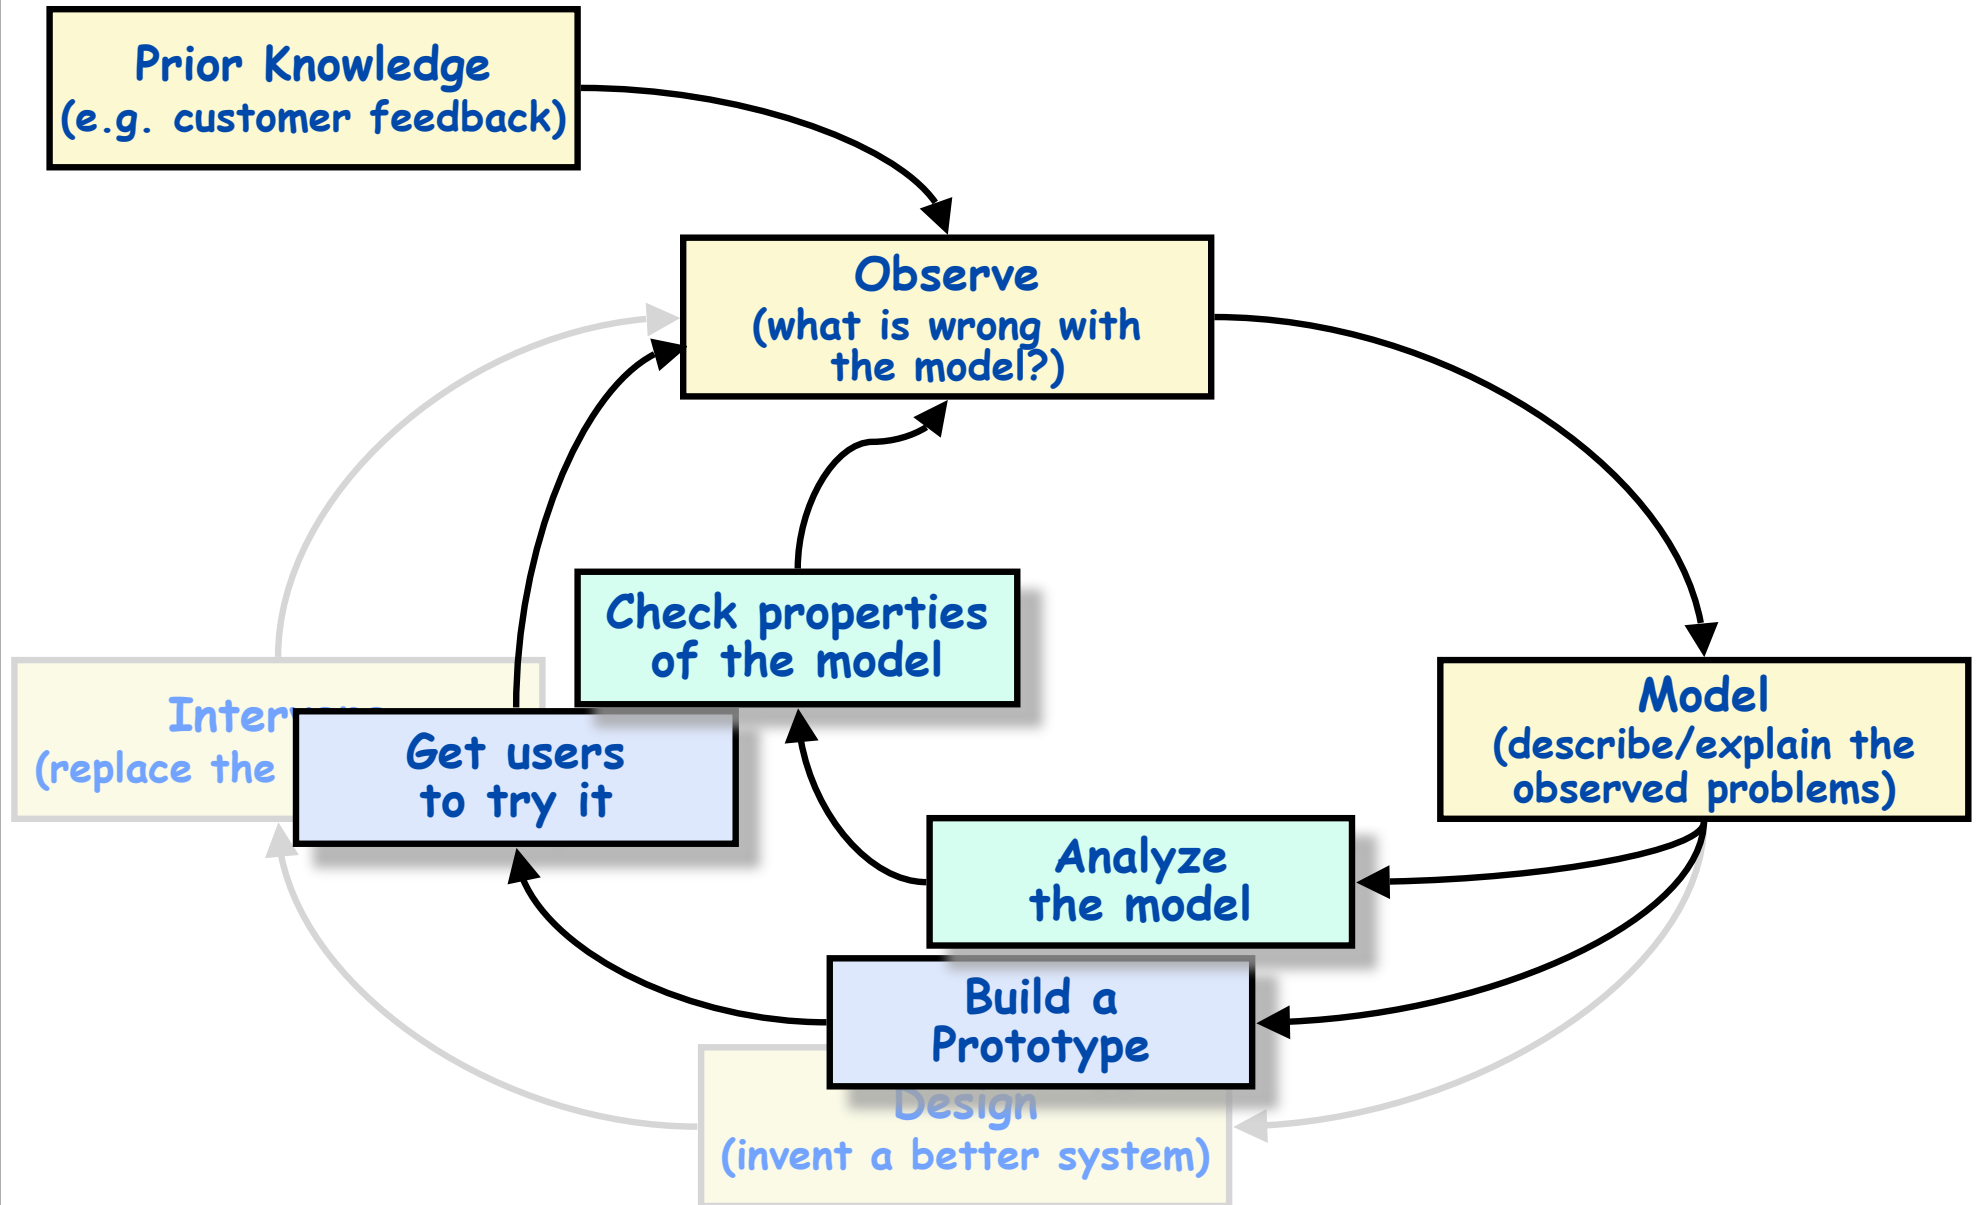 Prior Knowledge
(e.g. customer feedback)
Observe
(what is wrong with
the model?)
Check properties
of the model
Model
(describe/explain the
observed problems)
(replace the
Get users
to try it
Analyze
the model
Build a
Prototype
Design
(invent a better system)